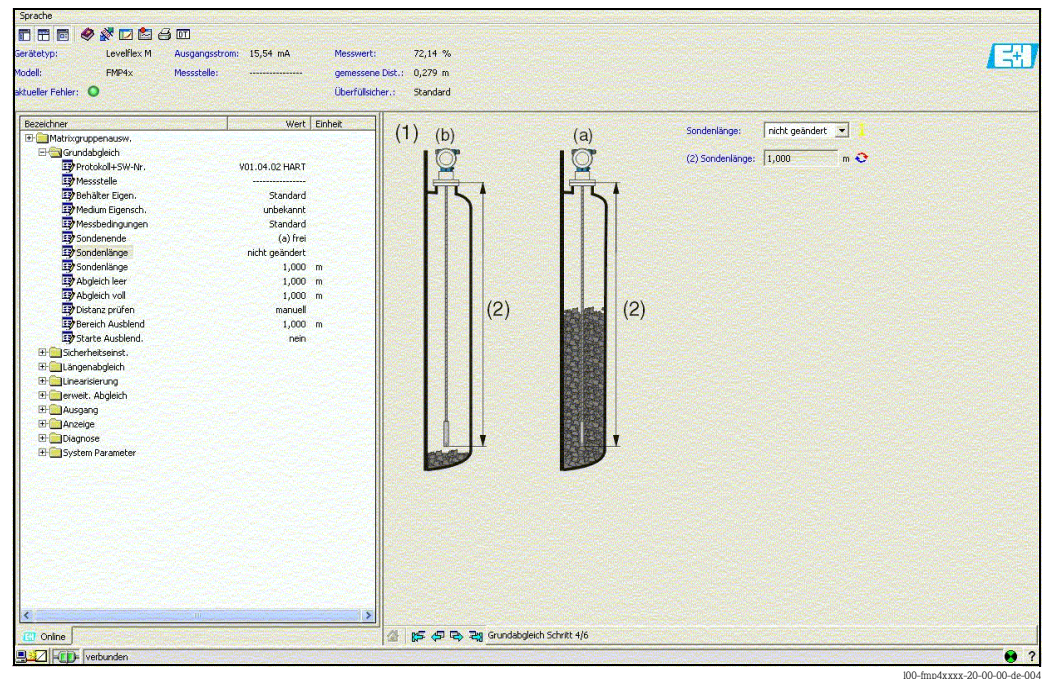 Sprache
Gerätetyp: Levelflex M Ausgangsstrom: 15,54 mA Messwert: 72,14 %
Modell: FMP4x Messstelle: ---------------- gemessene Dist.: 0,279 m
aktueller Fehler: Überfüllsicher.: Standard
E+H
Bezeichner Wert Einheit
Matrixgruppenausw.
Grundabgleich
Protokoll+SW-Nr. V01.04.02 HART
Messstelle ----------------
Behälter Eigen. Standard
Medium Eigensch. unbekannt
Messbedingungen Standard
Sondenende (a) frei
Sondenlänge nicht geändert
Sondenlänge 1,000 m
Abgleich leer 1,000 m
Abgleich voll 1,000 m
Distanz prüfen manuell
Bereich Ausblend 1,000 m
Starte Ausblend. nein
Sicherheitseinst.
Längenabgleich
Linearisierung
erweit. Abgleich
Ausgang
Anzeige
Diagnose
System Parameter
(1) (b) (a)
(2) (2)
Sondenlänge: nicht geändert
(2) Sondenlänge: 1,000 m
Online
Grundabgleich Schritt 4/6
verbunden
?
l00-fmp4xxxx-20-00-00-de-004